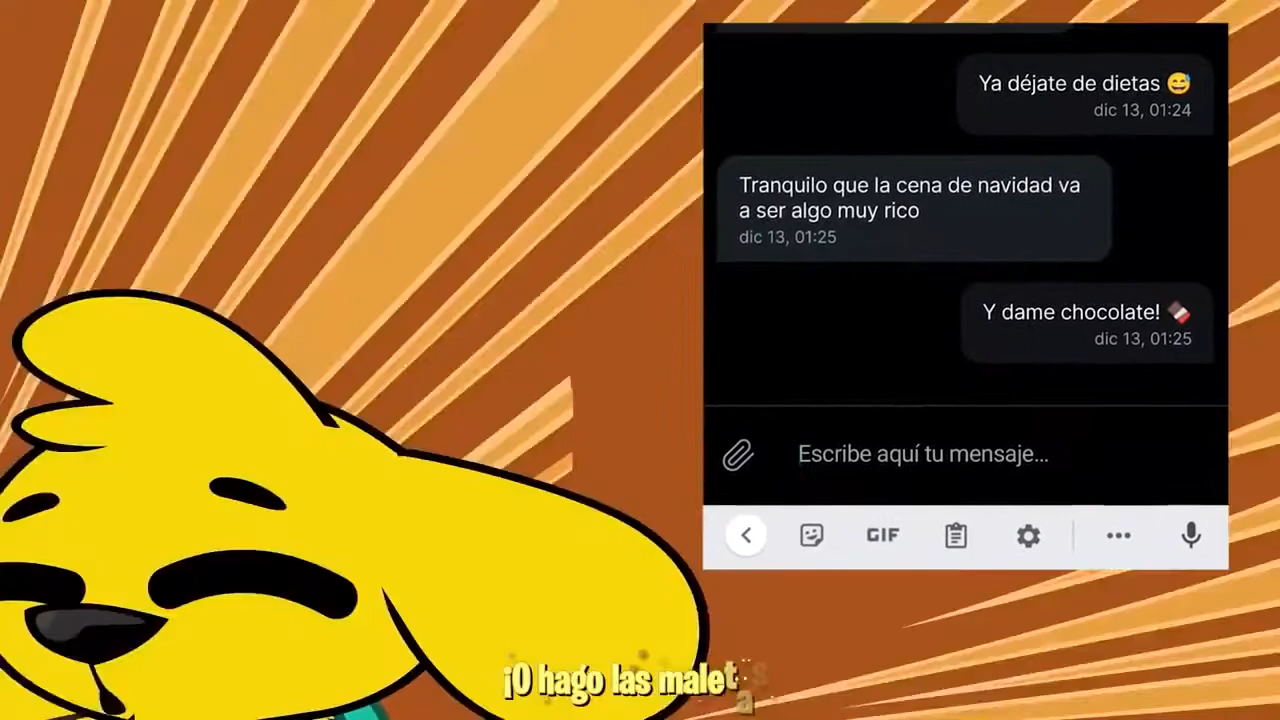 Ya déjate de dietas 😅
dic 13, 01:24
Tranquilo que la cena de navidad va
a ser algo muy rico
dic 13, 01:25
Y dame chocolate! 🍫
dic 13, 01:25
Escribe aquí tu mensaje...
GIF
¡O hago las maletas